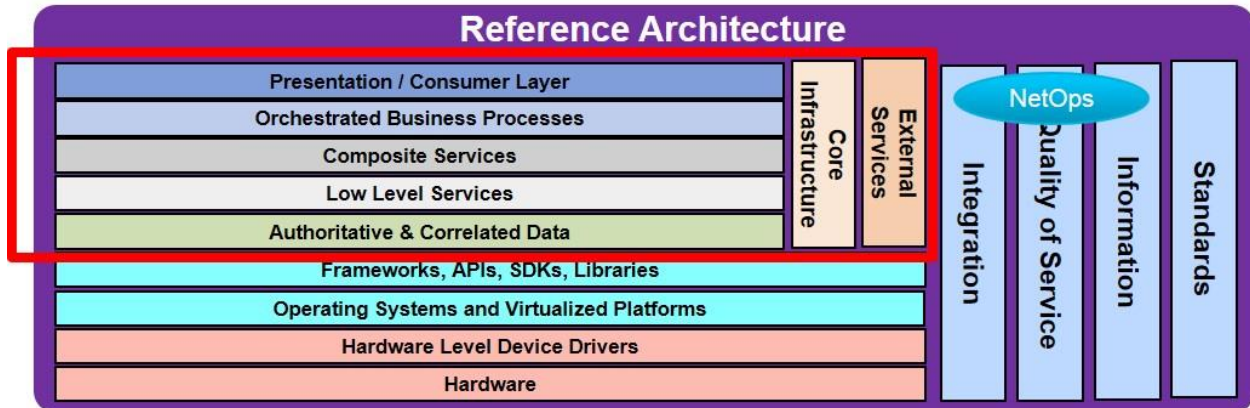 Reference Architecture
Presentation / Consumer Layer
Orchestrated Business Processes
Composite Services
Low Level Services
Authoritative & Correlated Data
Core
Infrastructure
External
Services
Frameworks, APIs, SDKs, Libraries
Operating Systems and Virtualized Platforms
Hardware Level Device Drivers
Hardware
NetOps
Integration
Quality of Service
Information
Standards